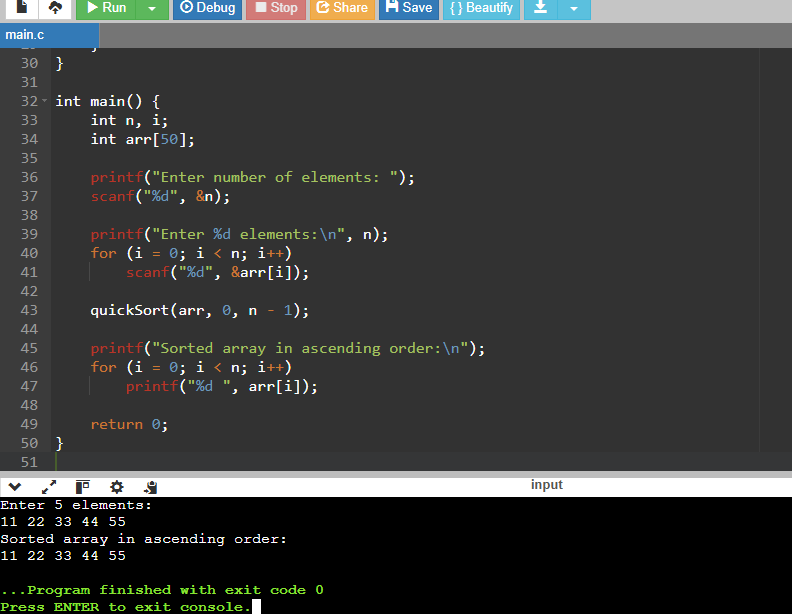 Run Debug Stop Share Save { } Beautify
main.c
30 }
31
32 int main() {
33     int n, i;
34     int arr[50];
35
36     printf("Enter number of elements: ");
37     scanf("%d", &n);
38
39     printf("Enter %d elements:\n", n);
40     for (i = 0; i < n; i++)
41         scanf("%d", &arr[i]);
42
43     quickSort(arr, 0, n - 1);
44
45     printf("Sorted array in ascending order:\n");
46     for (i = 0; i < n; i++)
47         printf("%d ", arr[i]);
48
49     return 0;
50 }
51
input
Enter 5 elements:
11 22 33 44 55
Sorted array in ascending order:
11 22 33 44 55
...Program finished with exit code 0
Press ENTER to exit console.